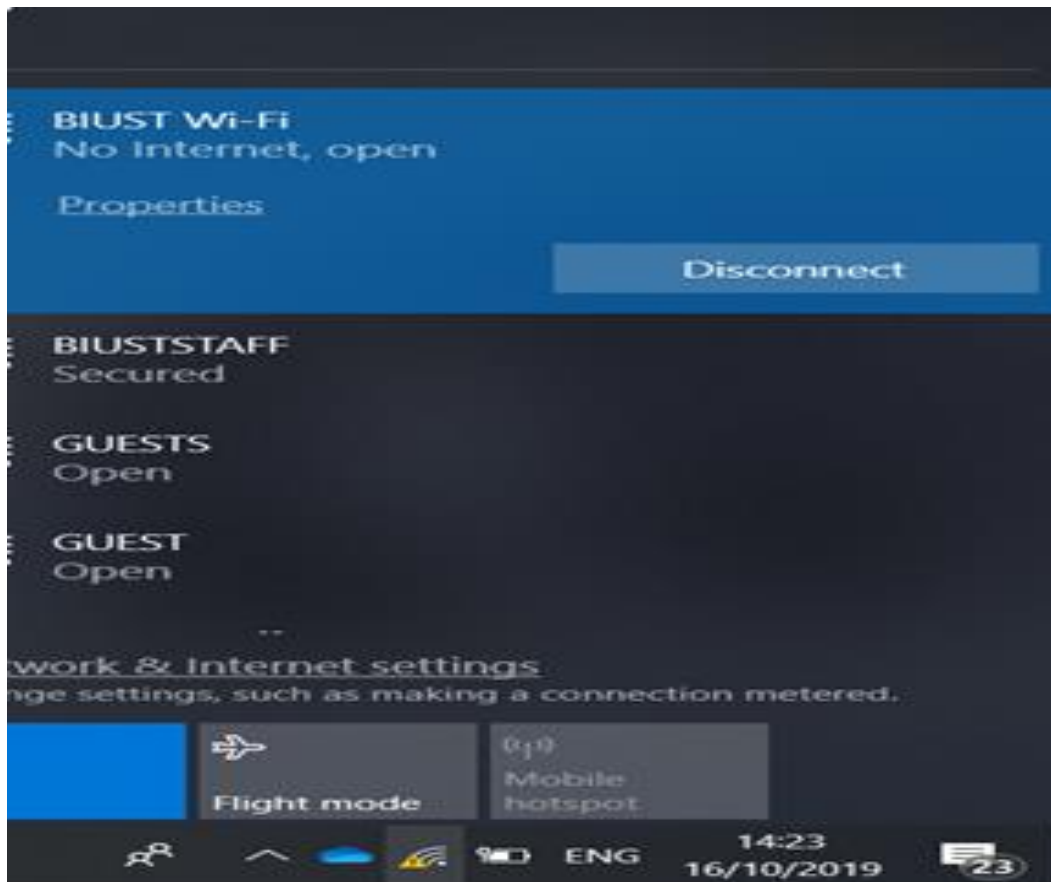 BIUST Wi-Fi
No Internet, open
Properties
Disconnect
BIUSTSTAFF
Secured
GUESTS
Open
GUEST
Open
twork & Internet settings
nge settings, such as making a connection metered.
Flight mode
Mobile
hotspot
ENG
14:23
16/10/2019
23